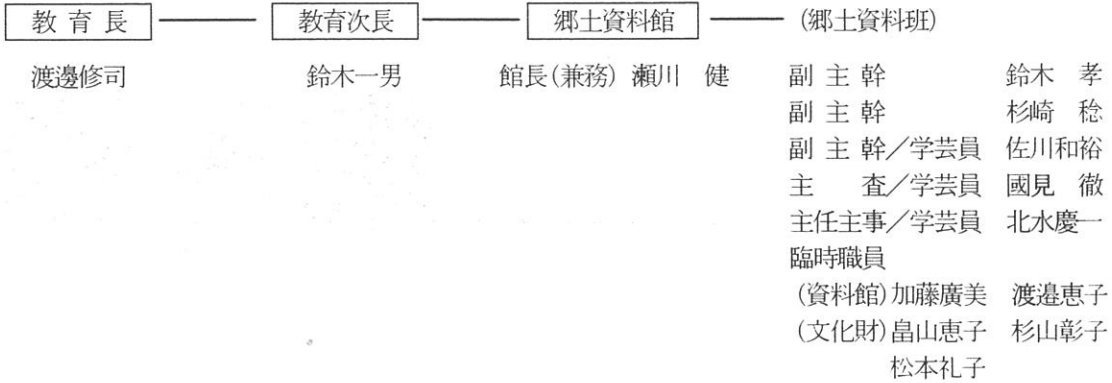 教育長 教育次長 郷土資料館 (郷土資料班)
渡邉修司 鈴木一男 館長(兼務) 瀬川 健 副主幹 鈴木 孝
副主幹 杉崎 稔
副主幹／学芸員 佐川和裕
主 査／学芸員 國見 徹
主任主事／学芸員 北水慶一
臨時職員
(資料館)加藤廣美 渡邉恵子
(文化財)畠山恵子 杉山彰子
松本礼子